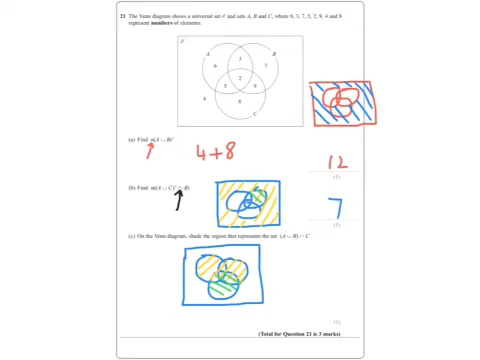 21 The Venn diagram shows a universal set ℰ and sets A, B and C, where 6, 3, 7, 5, 2, 9, 4 and 8
represent numbers of elements.
ℰ
A
B
3
6
7
2
5
9
4
8
C
(a) Find n(A ∪ B)′
4+8
12
(1)
(b) Find n(A ∪ C)′ ∩ B)
7
(1)
(c) On the Venn diagram, shade the region that represents the set (A ∪ B) ∩ C
(1)
(Total for Question 21 is 3 marks)